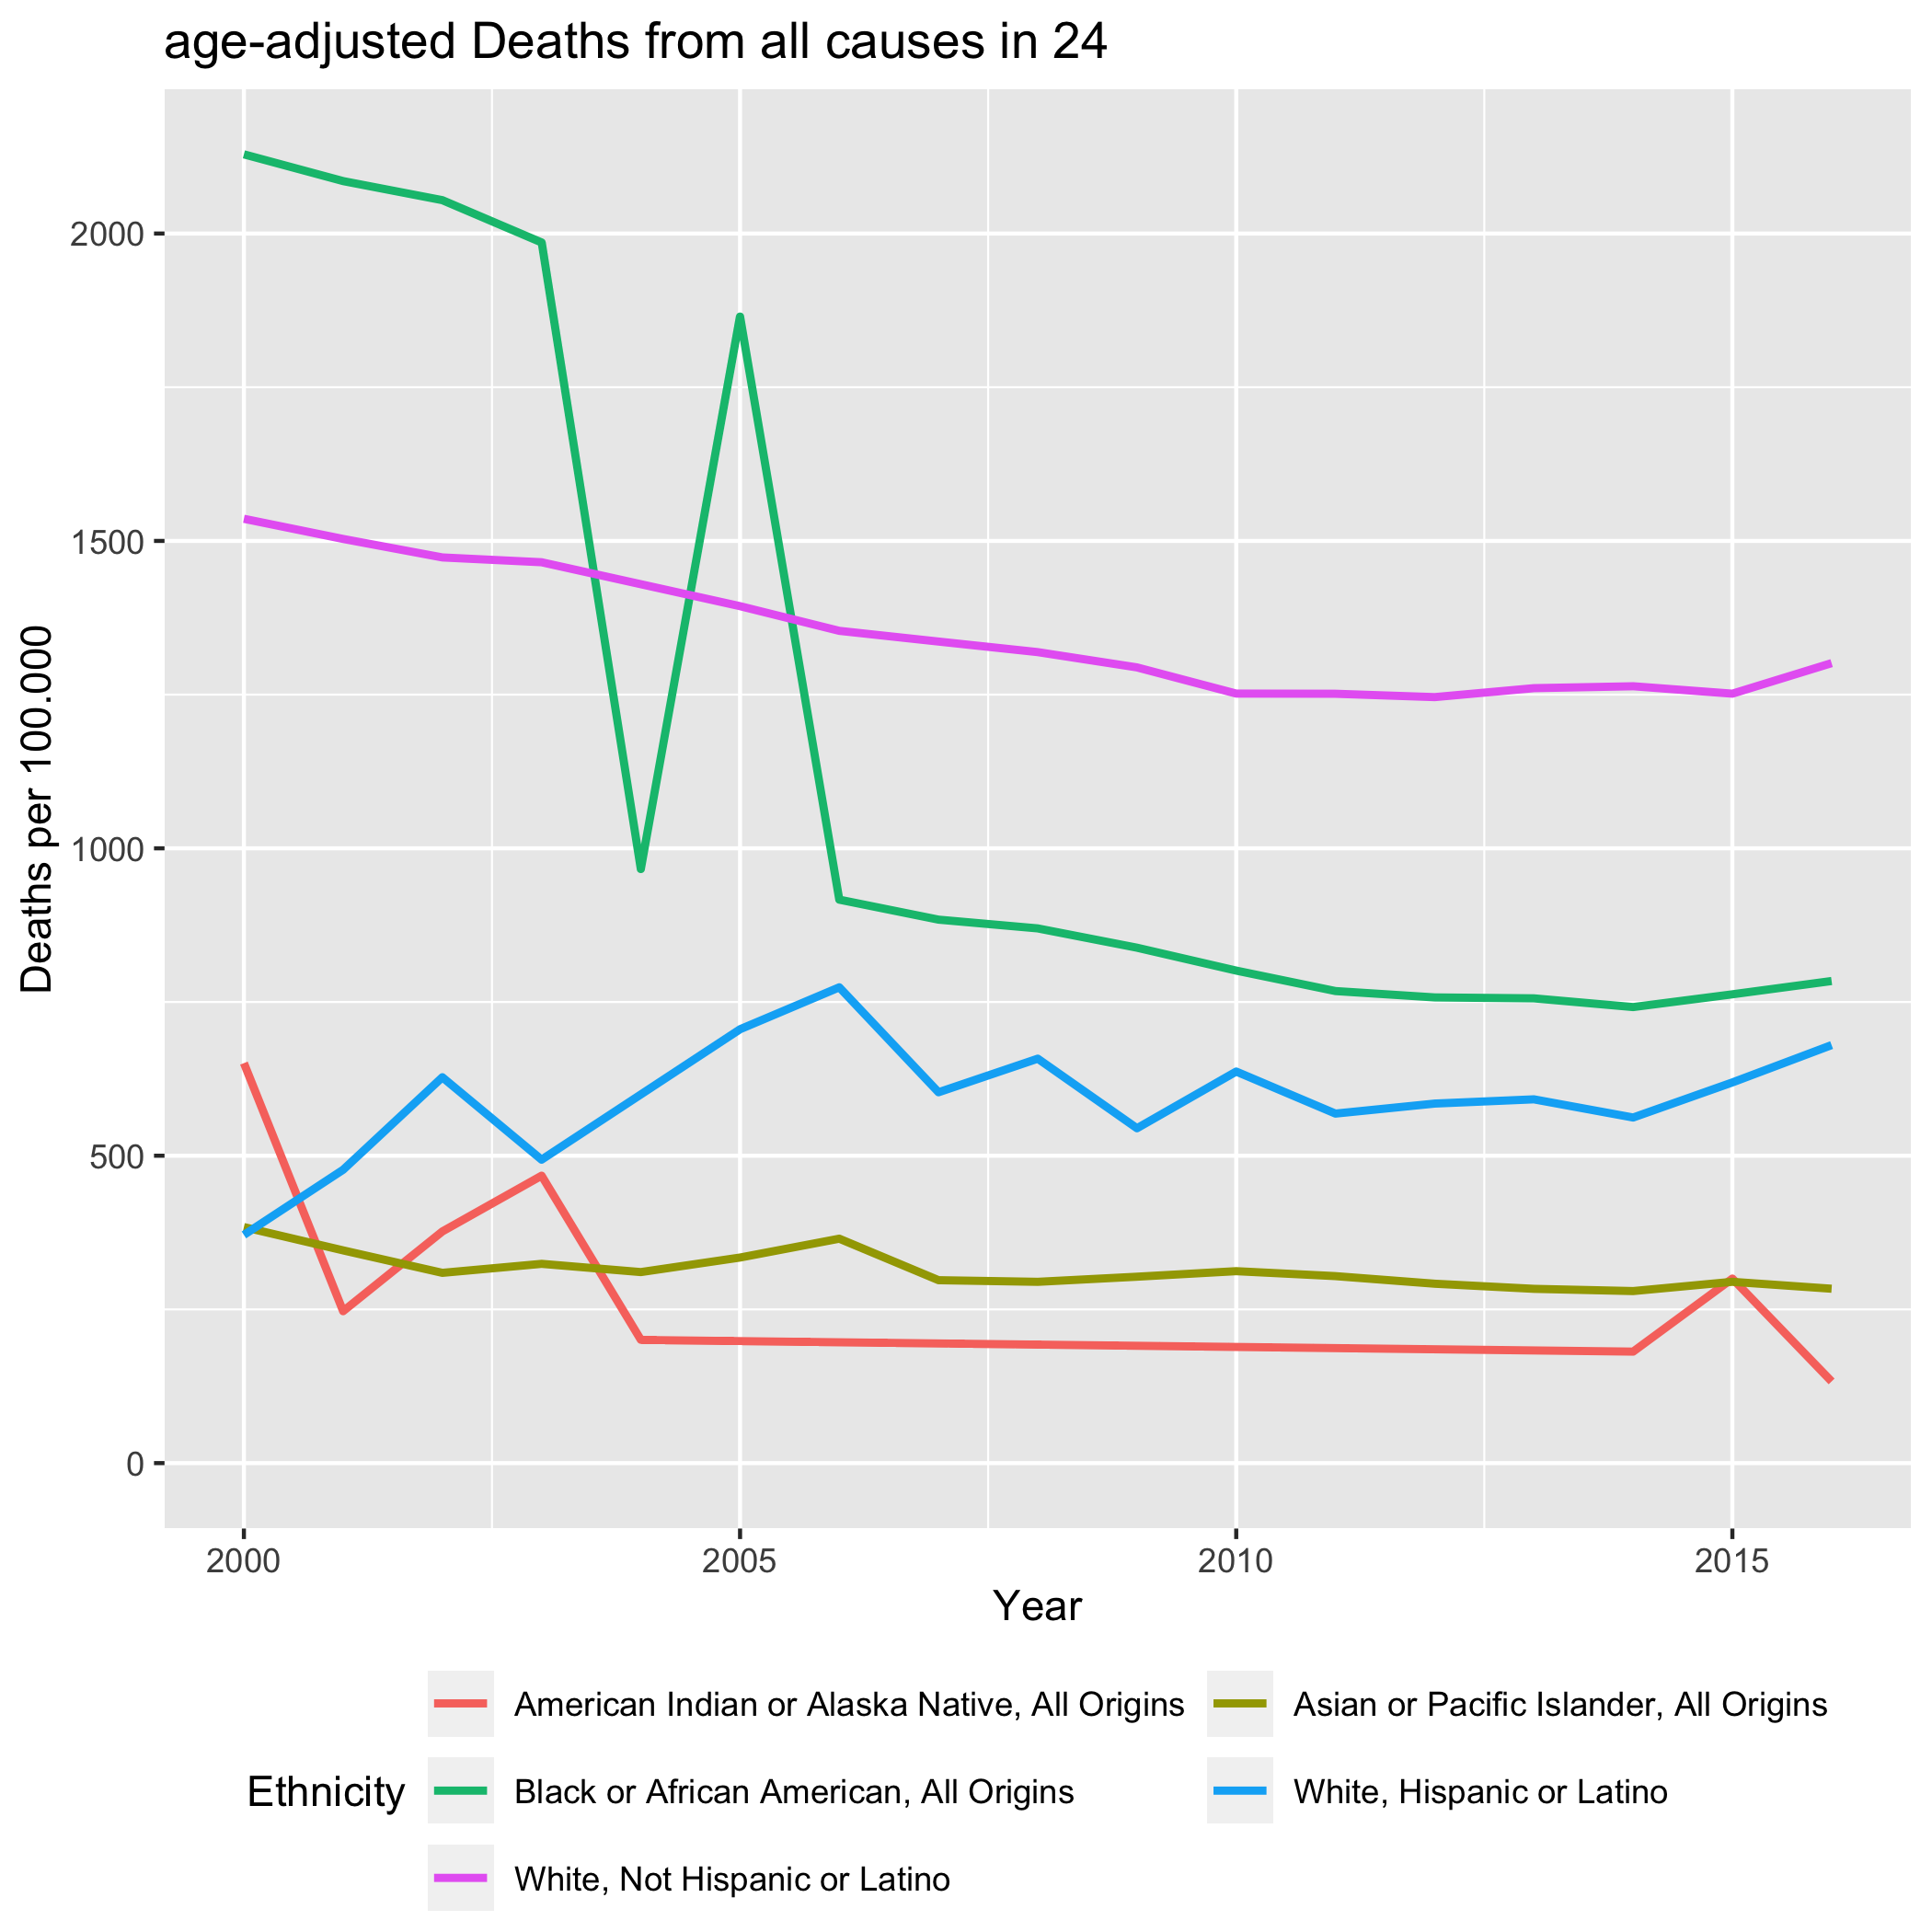 age-adjusted Deaths from all causes in 24
Deaths per 100.000
2000
1500
1000
500
0
2000 2005 2010 2015
Year
Ethnicity
American Indian or Alaska Native, All Origins
Asian or Pacific Islander, All Origins
Black or African American, All Origins
White, Hispanic or Latino
White, Not Hispanic or Latino